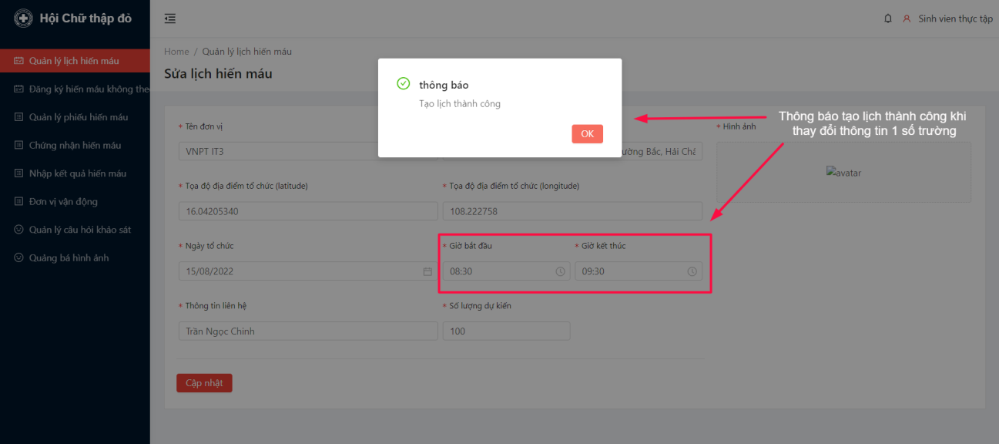 Hội Chữ thập đỏ
Sinh vien thực tập
Quản lý lịch hiến máu
Đăng ký hiến máu không the
Quản lý phiếu hiến máu
Chứng nhận hiến máu
Nhập kết quả hiến máu
Đơn vị vận động
Quản lý câu hỏi khảo sát
Quảng bá hình ảnh
Home / Quản lý lịch hiến máu
Sửa lịch hiến máu
thông báo
Tạo lịch thành công
OK
Thông báo tạo lịch thành công khi
thay đổi thông tin 1 số trường
* Tên đơn vị
* Hình ảnh
VNPT IT3
ường Bắc, Hải Châ
avatar
* Tọa độ địa điểm tổ chức (latitude)
* Tọa độ địa điểm tổ chức (longitude)
16.04205340
108.222758
* Ngày tổ chức
* Giờ bắt đầu
* Giờ kết thúc
15/08/2022
08:30
09:30
* Thông tin liên hệ
* Số lượng dự kiến
Trần Ngọc Chinh
100
Cập nhật